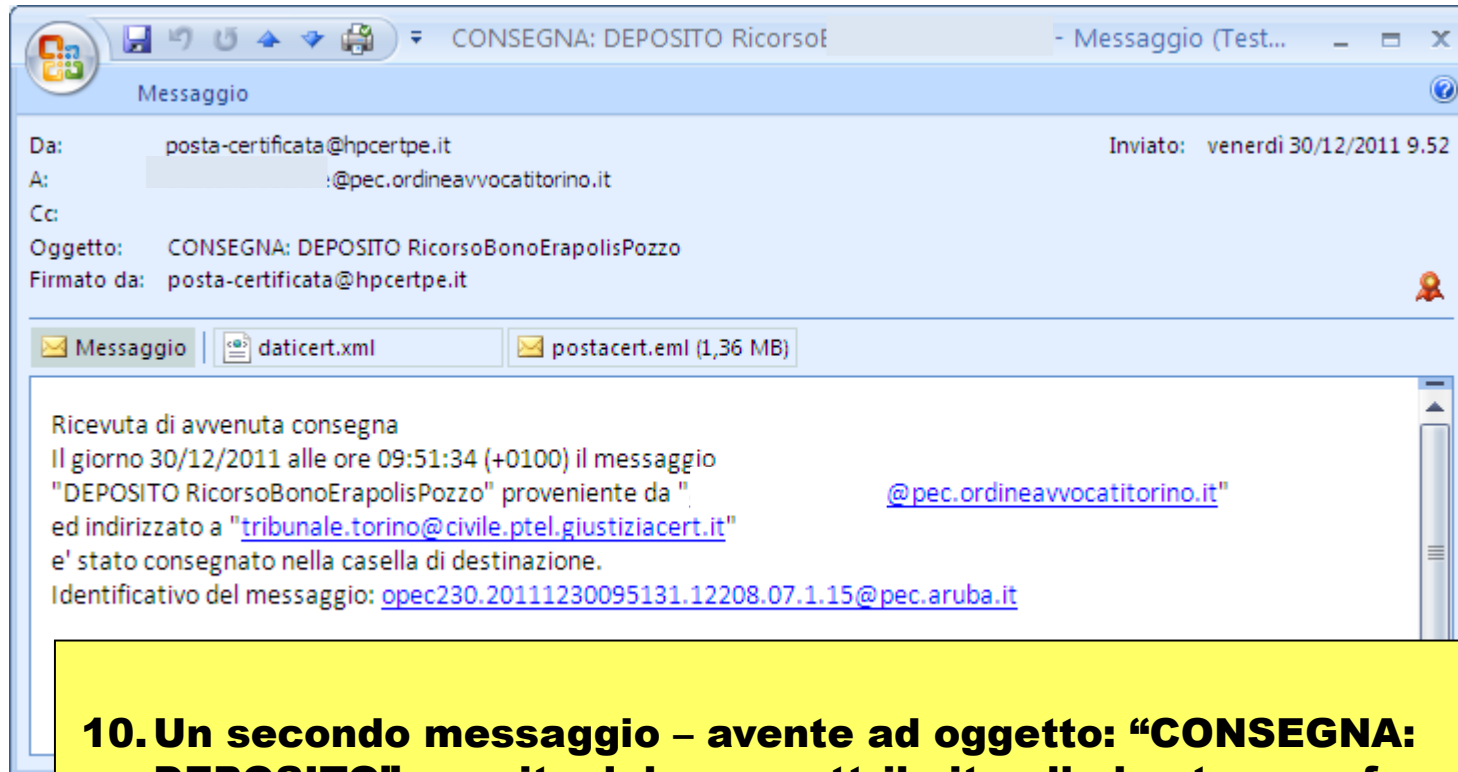 CONSEGNA: DEPOSITO Ricorso - Messaggio (Test...
Messaggio
Da: posta-certificata@hpcertpe.it Inviato: venerdì 30/12/2011 9.52
A: @pec.ordineavvocatitorino.it
Cc:
Oggetto: CONSEGNA: DEPOSITO RicorsoBonoErapolisPozzo
Firmato da: posta-certificata@hpcertpe.it
Messaggio daticert.xml postacert.eml (1,36 MB)
Ricevuta di avvenuta consegna
Il giorno 30/12/2011 alle ore 09:51:34 (+0100) il messaggio
"DEPOSITO RicorsoBonoErapolisPozzo" proveniente da " @pec.ordineavvocatitorino.it"
ed indirizzato a "tribunale.torino@civile.ptel.giustiziacert.it"
e' stato consegnato nella casella di destinazione.
Identificativo del messaggio: opec230.20111230095131.12208.07.1.15@pec.aruba.it
10. Un secondo messaggio – avente ad oggetto: “CONSEGNA: